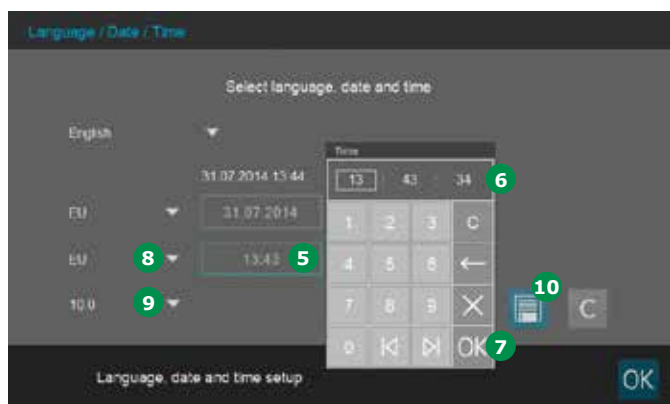 Language / Date / Time
Select language, date and time
English
31.07.2014 13:44
Time
13 : 43 : 34 6
EU 31.07.2014
1 2 3 C
EU 8 13:43 5
4 5 6 ←
10.0 9
7 8 9 X
10
C
0 OK 7
Language, date and time setup
OK